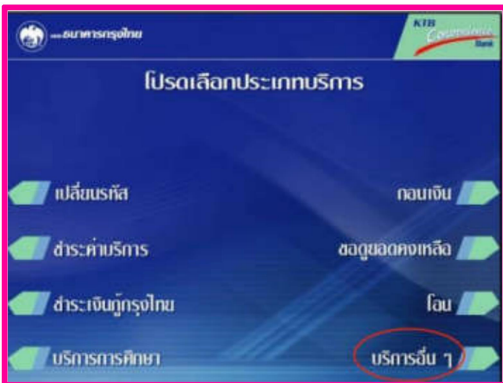 ธนาคารกรุงไทย
KTB
Convenience
Bank
โปรดเลือกประเภทบริการ
เปลี่ยนรหัส
ถอนเงิน
ชำระค่าบริการ
ขอดูยอดคงเหลือ
ชำระเงินกู้กรุงไทย
โอน
บริการการศึกษา
บริการอื่น ๆ